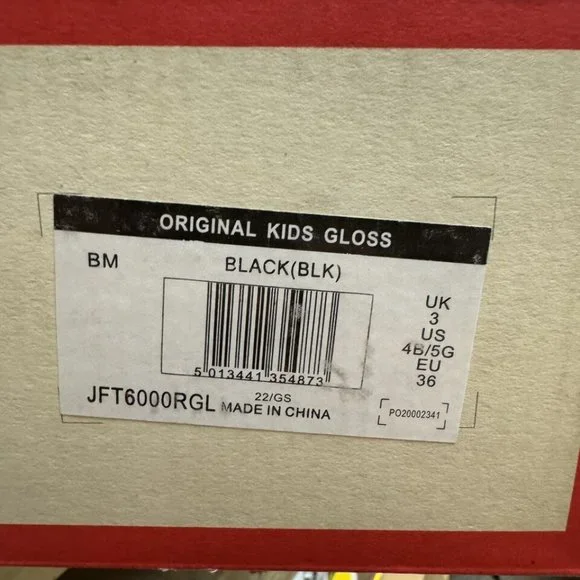 ORIGINAL KIDS GLOSS
BM BLACK(BLK)
UK
3
US
4B/5G
EU
36
5 013441 354873
JFT6000RGL 22/GS
MADE IN CHINA
PO20002341